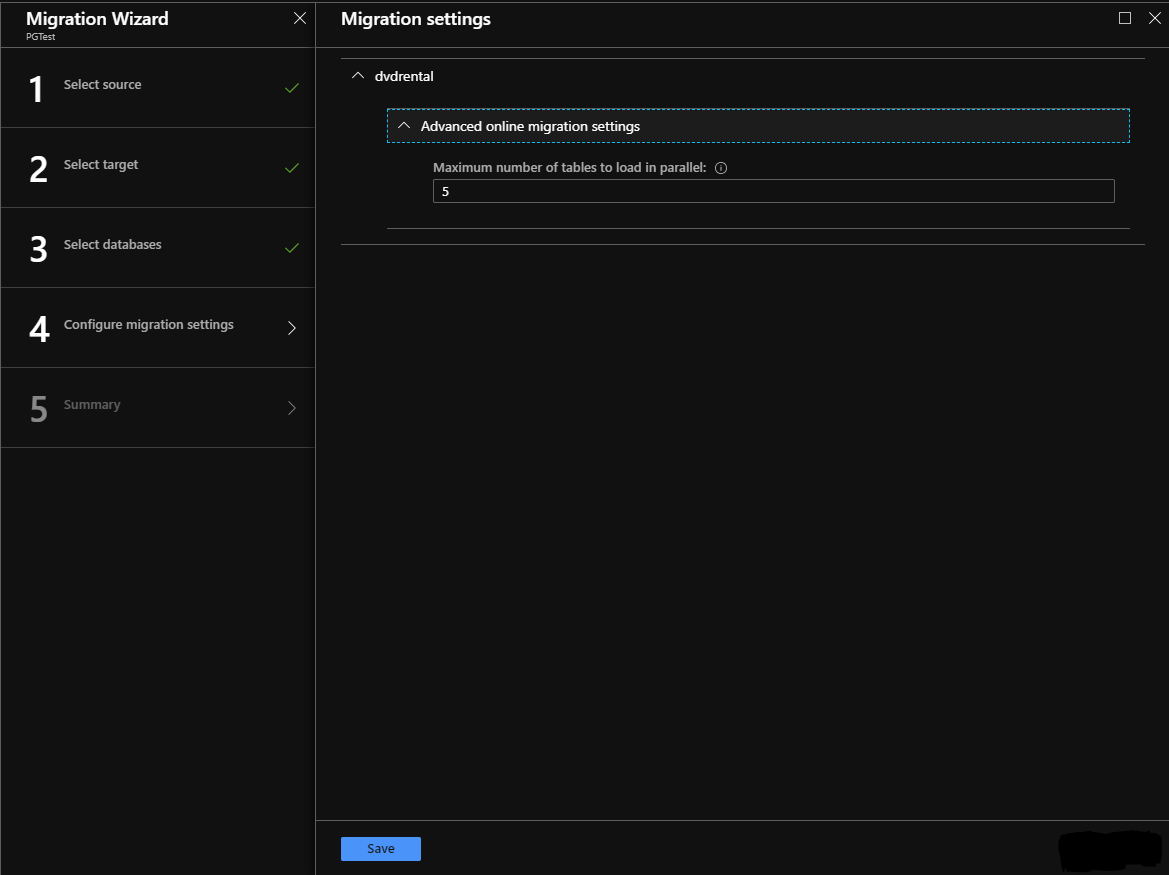 Migration Wizard
PGTest
1 Select source
2 Select target
3 Select databases
4 Configure migration settings
5 Summary
Migration settings
dvdrental
Advanced online migration settings
Maximum number of tables to load in parallel:
5
Save